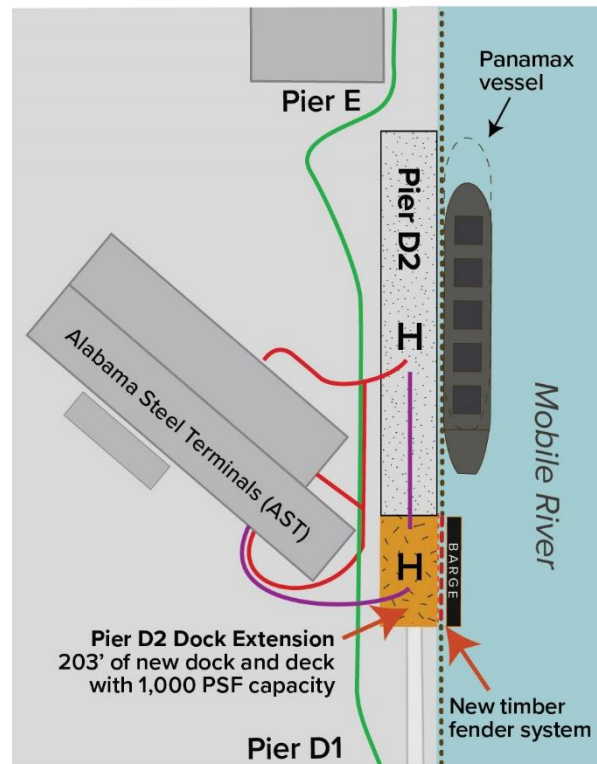 Panamax
vessel
Pier E
Pier D2
H
Alabama Steel Terminals (AST)
Mobile River
H
BARGE
Pier D2 Dock Extension
203’ of new dock and deck
with 1,000 PSF capacity
New timber
fender system
Pier D1